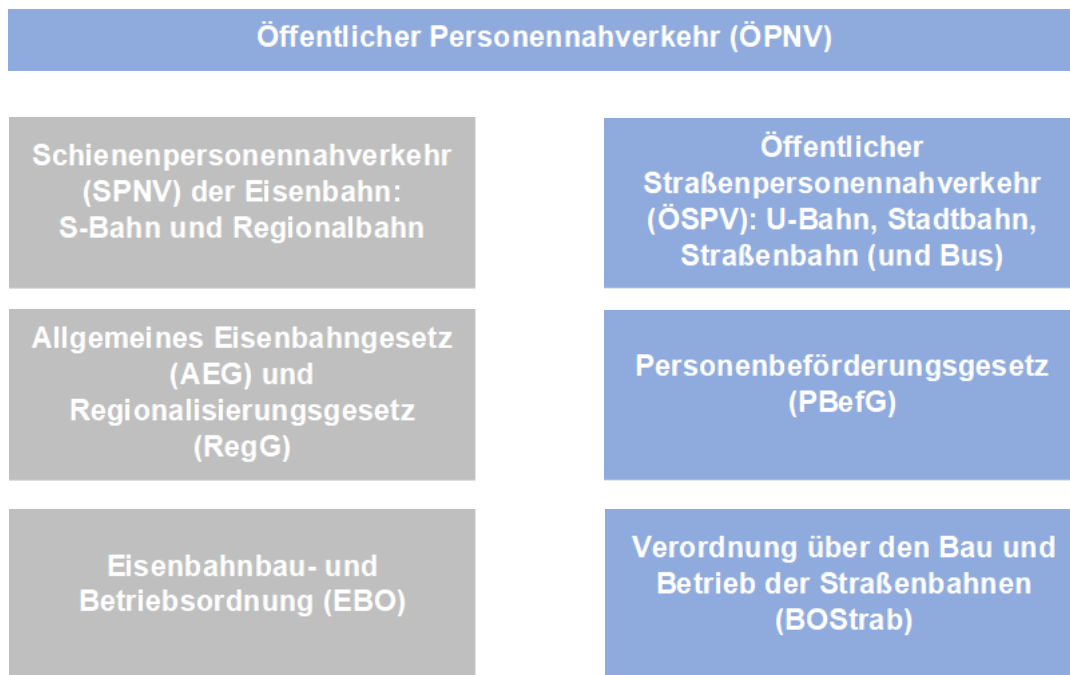 Öffentlicher Personennahverkehr (ÖPNV)
Schienenpersonennahverkehr
(SPNV) der Eisenbahn:
S-Bahn und Regionalbahn
Öffentlicher
Straßenpersonennahverkehr
(ÖSPV): U-Bahn, Stadtbahn,
Straßenbahn (und Bus)
Allgemeines Eisenbahngesetz
(AEG) und
Regionalisierungsgesetz
(RegG)
Personenbeförderungsgesetz
(PBefG)
Eisenbahnbau- und
Betriebsordnung (EBO)
Verordnung über den Bau und
Betrieb der Straßenbahnen
(BOStrab)